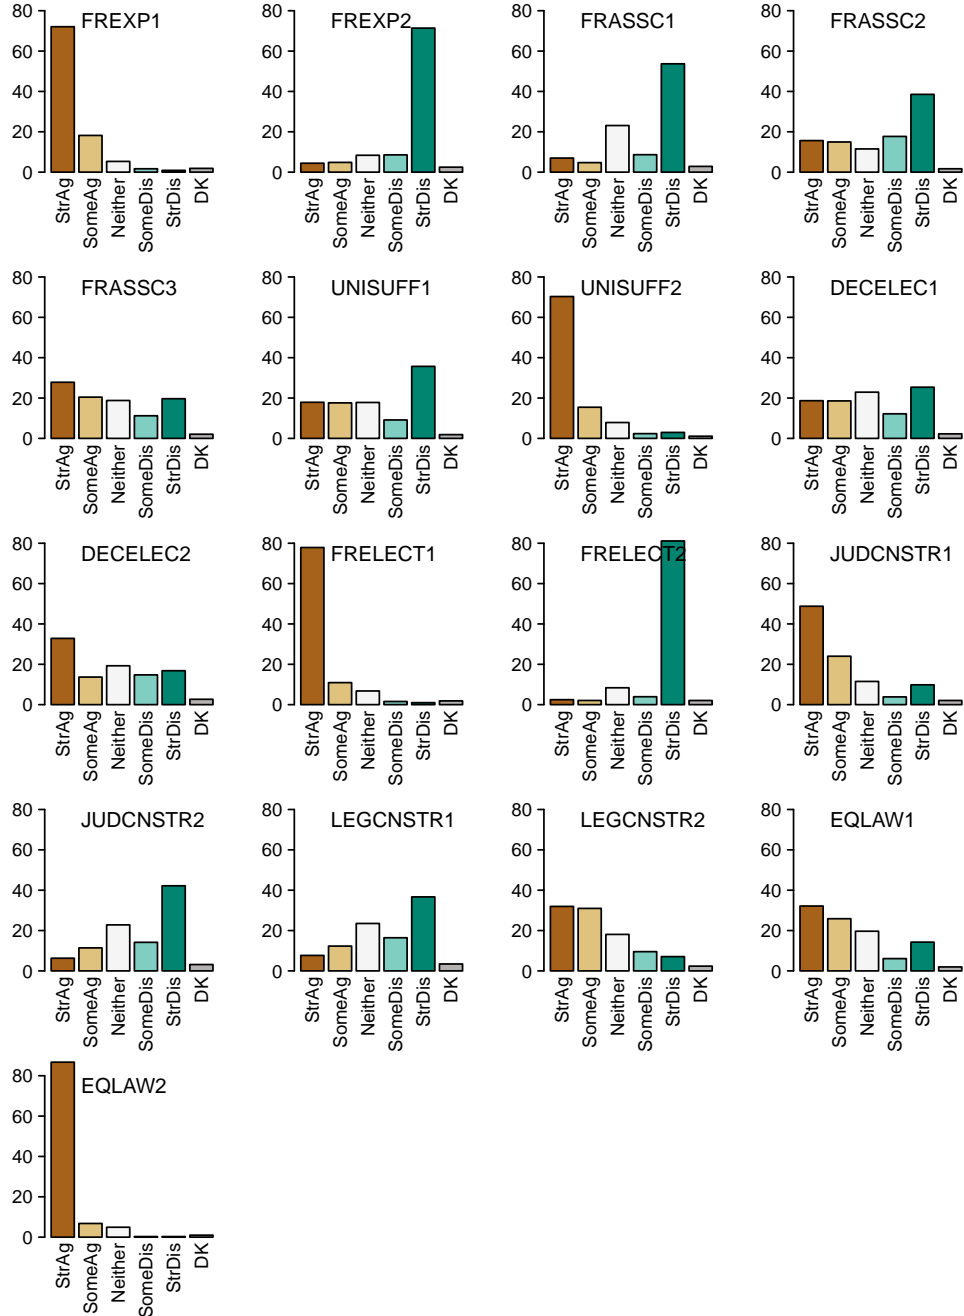 FREXP1 FREXP2 FRASSC1 FRASSC2
80 80 80 80
60 60 60 60
40 40 40 40
20 20 20 20
0 0 0 0
StrAg SomeAg Neither SomeDis StrDis DK StrAg SomeAg Neither SomeDis StrDis DK StrAg SomeAg Neither SomeDis StrDis DK StrAg SomeAg Neither SomeDis StrDis DK
FRASSC3 UNISUFF1 UNISUFF2 DECELEC1
80 80 80 80
60 60 60 60
40 40 40 40
20 20 20 20
0 0 0 0
StrAg SomeAg Neither SomeDis StrDis DK StrAg SomeAg Neither SomeDis StrDis DK StrAg SomeAg Neither SomeDis StrDis DK StrAg SomeAg Neither SomeDis StrDis DK
DECELEC2 FRELECT1 FRELECT2 JUDCNSTR1
80 80 80 80
60 60 60 60
40 40 40 40
20 20 20 20
0 0 0 0
StrAg SomeAg Neither SomeDis StrDis DK StrAg SomeAg Neither SomeDis StrDis DK StrAg SomeAg Neither SomeDis StrDis DK StrAg SomeAg Neither SomeDis StrDis DK
JUDCNSTR2 LEGCNSTR1 LEGCNSTR2 EQLAW1
80 80 80 80
60 60 60 60
40 40 40 40
20 20 20 20
0 0 0 0
StrAg SomeAg Neither SomeDis StrDis DK StrAg SomeAg Neither SomeDis StrDis DK StrAg SomeAg Neither SomeDis StrDis DK StrAg SomeAg Neither SomeDis StrDis DK
EQLAW2
80
60
40
20
0
StrAg SomeAg Neither SomeDis StrDis DK